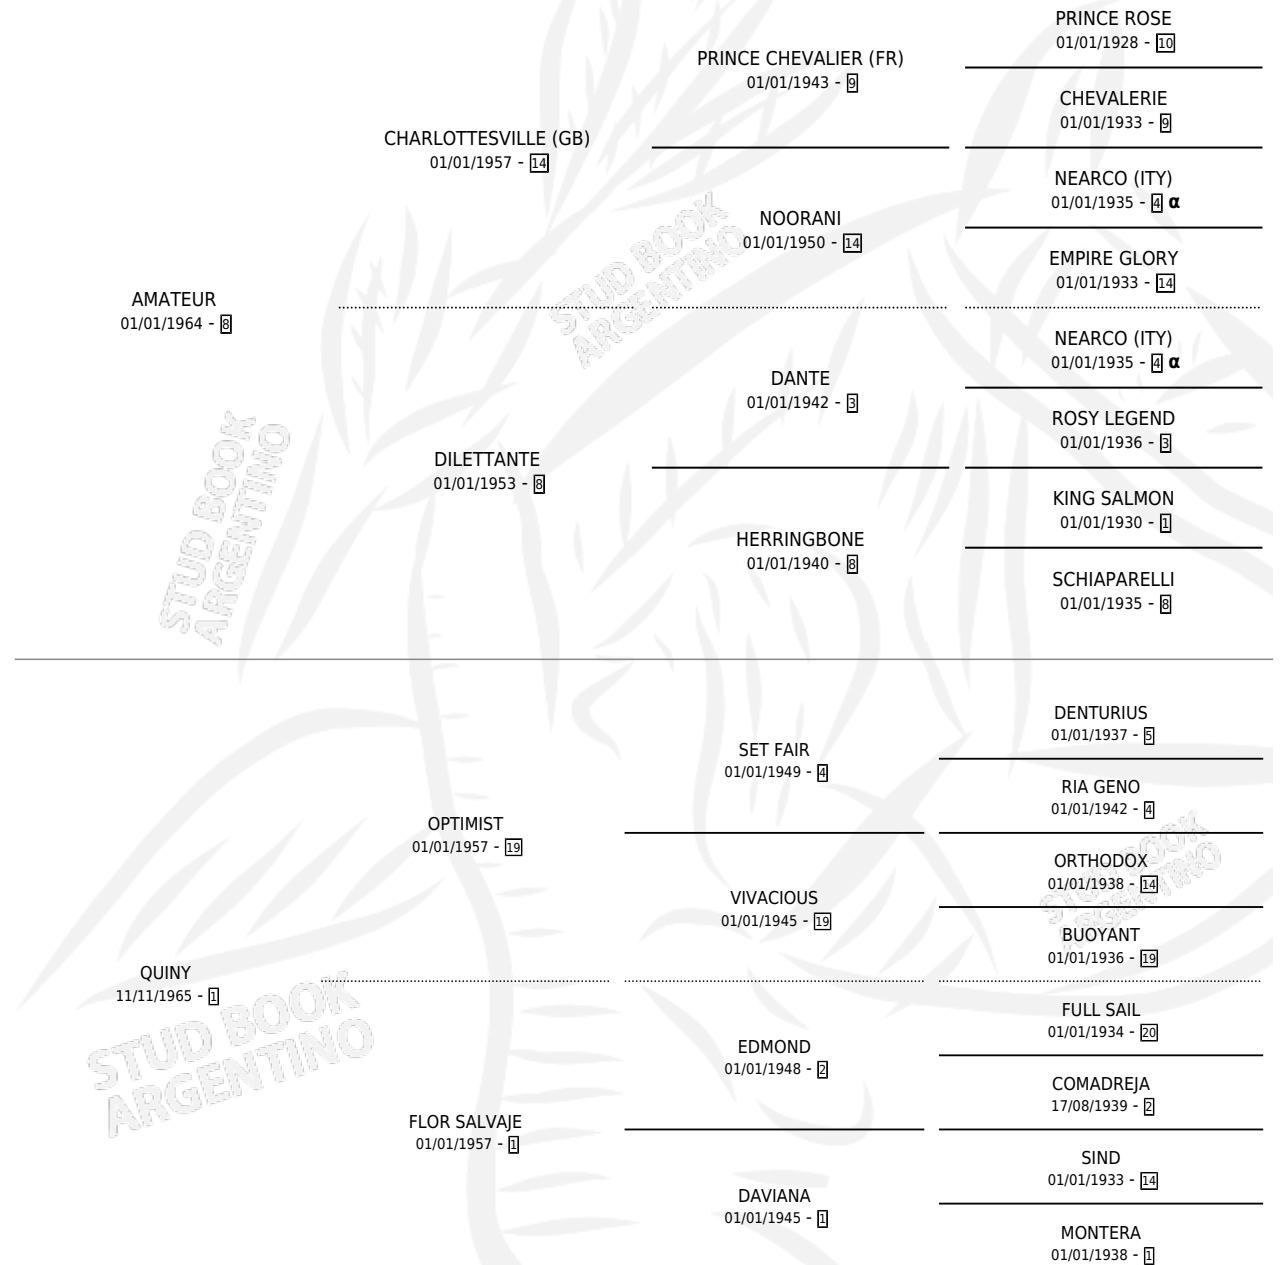 PRINCE ROSE
01/01/1928 - 10
PRINCE CHEVALIER (FR)
01/01/1943 - 9
CHEVALERIE
01/01/1933 - 9
CHARLOTTESVILLE (GB)
01/01/1957 - 14
NEARCO (ITY)
01/01/1935 - 4 α
NOORANI
01/01/1950 - 14
EMPIRE GLORY
01/01/1933 - 14
STUD BOOK
ARGENTINO
AMATEUR
01/01/1964 - 8
NEARCO (ITY)
01/01/1935 - 4 α
DANTE
01/01/1942 - 3
ROSY LEGEND
01/01/1936 - 3
DILETTANTE
01/01/1953 - 8
KING SALMON
01/01/1930 - 1
HERRINGBONE
01/01/1940 - 8
SCHIAPARELLI
01/01/1935 - 8
STUD BOOK
ARGENTINO
DENTURIUS
01/01/1937 - 5
SET FAIR
01/01/1949 - 4
RIA GENO
01/01/1942 - 4
OPTIMIST
01/01/1957 - 19
ORTHODOX
01/01/1938 - 14
VIVACIOUS
01/01/1945 - 19
BUOYANT
01/01/1936 - 19
STUD BOOK
ARGENTINO
QUINY
11/11/1965 - 1
FULL SAIL
01/01/1934 - 20
EDMOND
01/01/1948 - 2
COMADREJA
17/08/1939 - 2
STUD BOOK
ARGENTINO
FLOR SALVAJE
01/01/1957 - 1
SIND
01/01/1933 - 14
DAVIANA
01/01/1945 - 1
MONTERA
01/01/1938 - 1